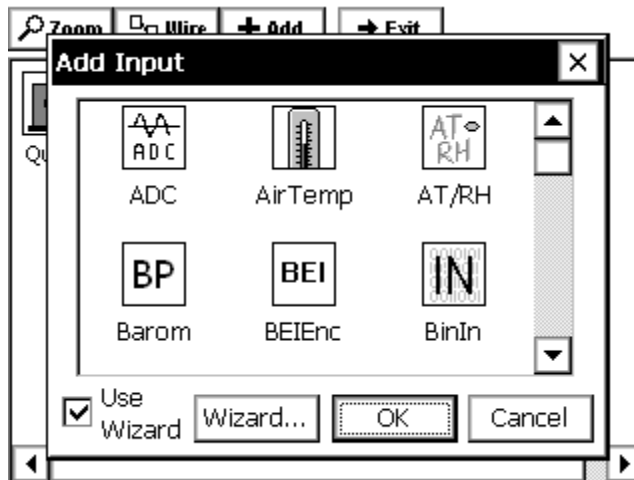 Zoom Wire Add Exit
Add Input
ADC AT RH
ADC AirTemp AT/RH
BP BEI IN
Barom BEIEnc BinIn
Use Wizard Wizard... OK Cancel